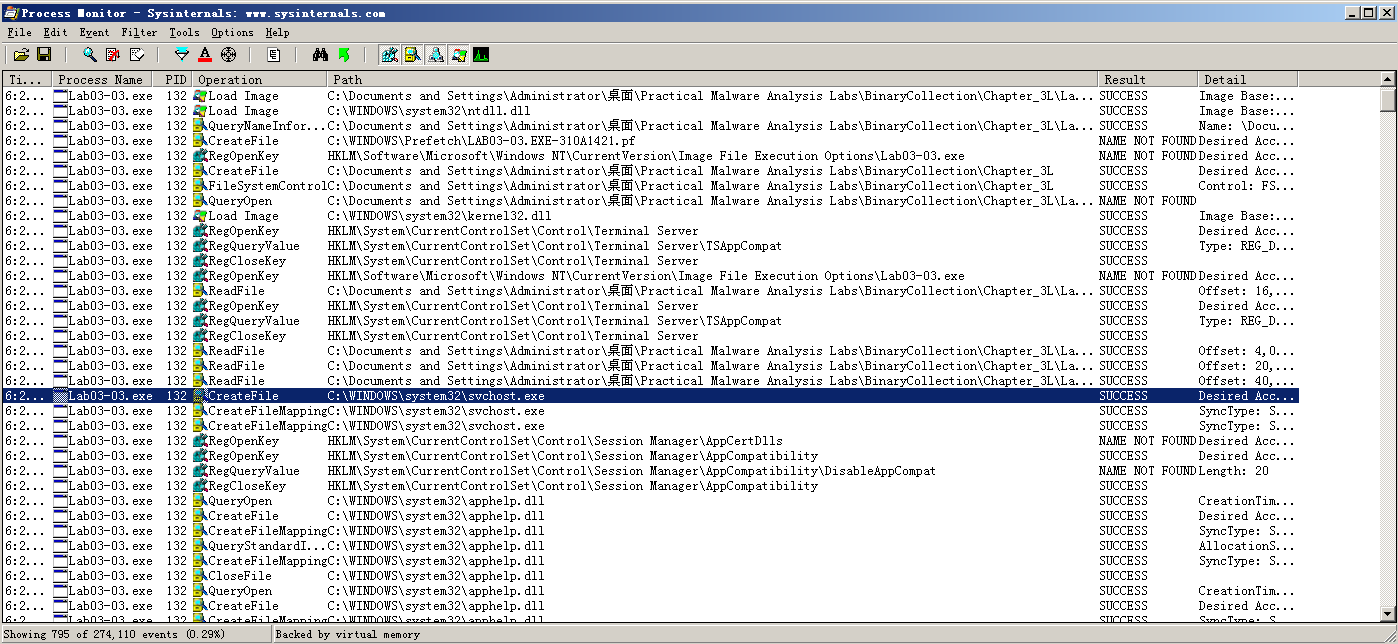 Process Monitor - Sysinternals: www.sysinternals.com
File Edit Event Filter Tools Options Help
Ti... Process Name PID Operation Path Result Detail
6:2... Lab03-03.exe 132 Load Image C:\Documents and Settings\Administrator\桌面\Practical Malware Analysis Labs\BinaryCollection\Chapter_3L\La... SUCCESS Image Base:...
6:2... Lab03-03.exe 132 Load Image C:\WINDOWS\system32\ntdll.dll SUCCESS Image Base:...
6:2... Lab03-03.exe 132 QueryNameInfor... C:\Documents and Settings\Administrator\桌面\Practical Malware Analysis Labs\BinaryCollection\Chapter_3L\La... SUCCESS Name: \Docu...
6:2... Lab03-03.exe 132 CreateFile C:\WINDOWS\Prefetch\LAB03-03.EXE-310A1421.pf NAME NOT FOUND Desired Acc...
6:2... Lab03-03.exe 132 RegOpenKey HKLM\Software\Microsoft\Windows NT\CurrentVersion\Image File Execution Options\Lab03-03.exe NAME NOT FOUND Desired Acc...
6:2... Lab03-03.exe 132 CreateFile C:\Documents and Settings\Administrator\桌面\Practical Malware Analysis Labs\BinaryCollection\Chapter_3L SUCCESS Desired Acc...
6:2... Lab03-03.exe 132 FileSystemControl C:\Documents and Settings\Administrator\桌面\Practical Malware Analysis Labs\BinaryCollection\Chapter_3L SUCCESS Control: FS...
6:2... Lab03-03.exe 132 QueryOpen C:\Documents and Settings\Administrator\桌面\Practical Malware Analysis Labs\BinaryCollection\Chapter_3L\La... NAME NOT FOUND
6:2... Lab03-03.exe 132 Load Image C:\WINDOWS\system32\kernel32.dll SUCCESS Image Base:...
6:2... Lab03-03.exe 132 RegOpenKey HKLM\System\CurrentControlSet\Control\Terminal Server SUCCESS Desired Acc...
6:2... Lab03-03.exe 132 RegQueryValue HKLM\System\CurrentControlSet\Control\Terminal Server\TSAppCompat SUCCESS Type: REG_D...
6:2... Lab03-03.exe 132 RegCloseKey HKLM\System\CurrentControlSet\Control\Terminal Server SUCCESS
6:2... Lab03-03.exe 132 RegOpenKey HKLM\Software\Microsoft\Windows NT\CurrentVersion\Image File Execution Options\Lab03-03.exe NAME NOT FOUND Desired Acc...
6:2... Lab03-03.exe 132 ReadFile C:\Documents and Settings\Administrator\桌面\Practical Malware Analysis Labs\BinaryCollection\Chapter_3L\La... SUCCESS Offset: 16,...
6:2... Lab03-03.exe 132 RegOpenKey HKLM\System\CurrentControlSet\Control\Terminal Server SUCCESS Desired Acc...
6:2... Lab03-03.exe 132 RegQueryValue HKLM\System\CurrentControlSet\Control\Terminal Server\TSAppCompat SUCCESS Type: REG_D...
6:2... Lab03-03.exe 132 RegCloseKey HKLM\System\CurrentControlSet\Control\Terminal Server SUCCESS
6:2... Lab03-03.exe 132 ReadFile C:\Documents and Settings\Administrator\桌面\Practical Malware Analysis Labs\BinaryCollection\Chapter_3L\La... SUCCESS Offset: 4,0...
6:2... Lab03-03.exe 132 ReadFile C:\Documents and Settings\Administrator\桌面\Practical Malware Analysis Labs\BinaryCollection\Chapter_3L\La... SUCCESS Offset: 20,...
6:2... Lab03-03.exe 132 ReadFile C:\Documents and Settings\Administrator\桌面\Practical Malware Analysis Labs\BinaryCollection\Chapter_3L\La... SUCCESS Offset: 40,...
6:2... Lab03-03.exe 132 CreateFile C:\WINDOWS\system32\svchost.exe SUCCESS Desired Acc...
6:2... Lab03-03.exe 132 CreateFileMapping C:\WINDOWS\system32\svchost.exe SUCCESS SyncType: S...
6:2... Lab03-03.exe 132 CreateFileMapping C:\WINDOWS\system32\svchost.exe SUCCESS SyncType: S...
6:2... Lab03-03.exe 132 RegOpenKey HKLM\System\CurrentControlSet\Control\Session Manager\AppCertDlls NAME NOT FOUND Desired Acc...
6:2... Lab03-03.exe 132 RegOpenKey HKLM\System\CurrentControlSet\Control\Session Manager\AppCompatibility SUCCESS Desired Acc...
6:2... Lab03-03.exe 132 RegQueryValue HKLM\System\CurrentControlSet\Control\Session Manager\AppCompatibility\DisableAppCompat NAME NOT FOUND Length: 20
6:2... Lab03-03.exe 132 RegCloseKey HKLM\System\CurrentControlSet\Control\Session Manager\AppCompatibility SUCCESS
6:2... Lab03-03.exe 132 QueryOpen C:\WINDOWS\system32\apphelp.dll SUCCESS CreationTim...
6:2... Lab03-03.exe 132 CreateFile C:\WINDOWS\system32\apphelp.dll SUCCESS Desired Acc...
6:2... Lab03-03.exe 132 CreateFileMapping C:\WINDOWS\system32\apphelp.dll SUCCESS SyncType: S...
6:2... Lab03-03.exe 132 QueryStandardI... C:\WINDOWS\system32\apphelp.dll SUCCESS AllocationS...
6:2... Lab03-03.exe 132 CreateFileMapping C:\WINDOWS\system32\apphelp.dll SUCCESS SyncType: S...
6:2... Lab03-03.exe 132 CloseFile C:\WINDOWS\system32\apphelp.dll SUCCESS
6:2... Lab03-03.exe 132 QueryOpen C:\WINDOWS\system32\apphelp.dll SUCCESS CreationTim...
6:2... Lab03-03.exe 132 CreateFile C:\WINDOWS\system32\apphelp.dll SUCCESS Desired Acc...
6:2... Lab03-03.exe 132 CreateFileMapping C:\WINDOWS\system32\apphelp.dll SUCCESS SyncType: S...
Showing 795 of 274,110 events (0.29%) Backed by virtual memory